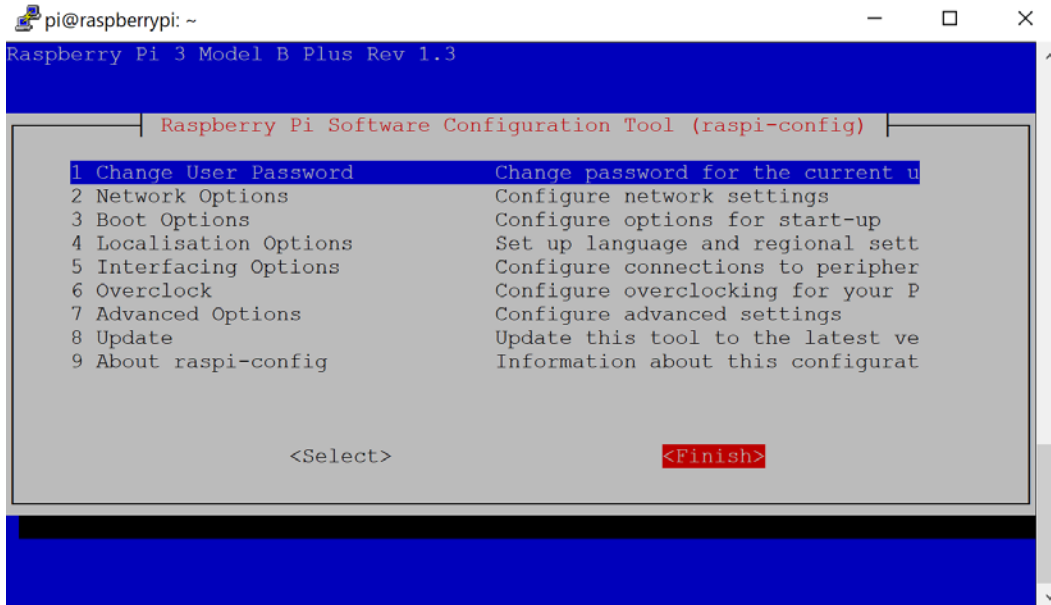 pi@raspberrypi: ~
Raspberry Pi 3 Model B Plus Rev 1.3
Raspberry Pi Software Configuration Tool (raspi-config)
1 Change User Password Change password for the current u
2 Network Options Configure network settings
3 Boot Options Configure options for start-up
4 Localisation Options Set up language and regional sett
5 Interfacing Options Configure connections to peripher
6 Overclock Configure overclocking for your P
7 Advanced Options Configure advanced settings
8 Update Update this tool to the latest ve
9 About raspi-config Information about this configurat
<Select> <Finish>